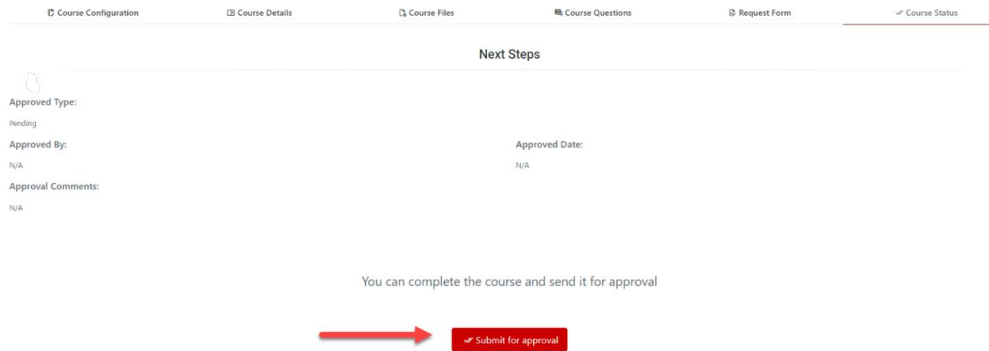 Course Configuration Course Details Course Files Course Questions Request Form Course Status
Next Steps
Approved Type:
Pending
Approved By: Approved Date:
N/A N/A
Approval Comments:
N/A
You can complete the course and send it for approval
Submit for approval